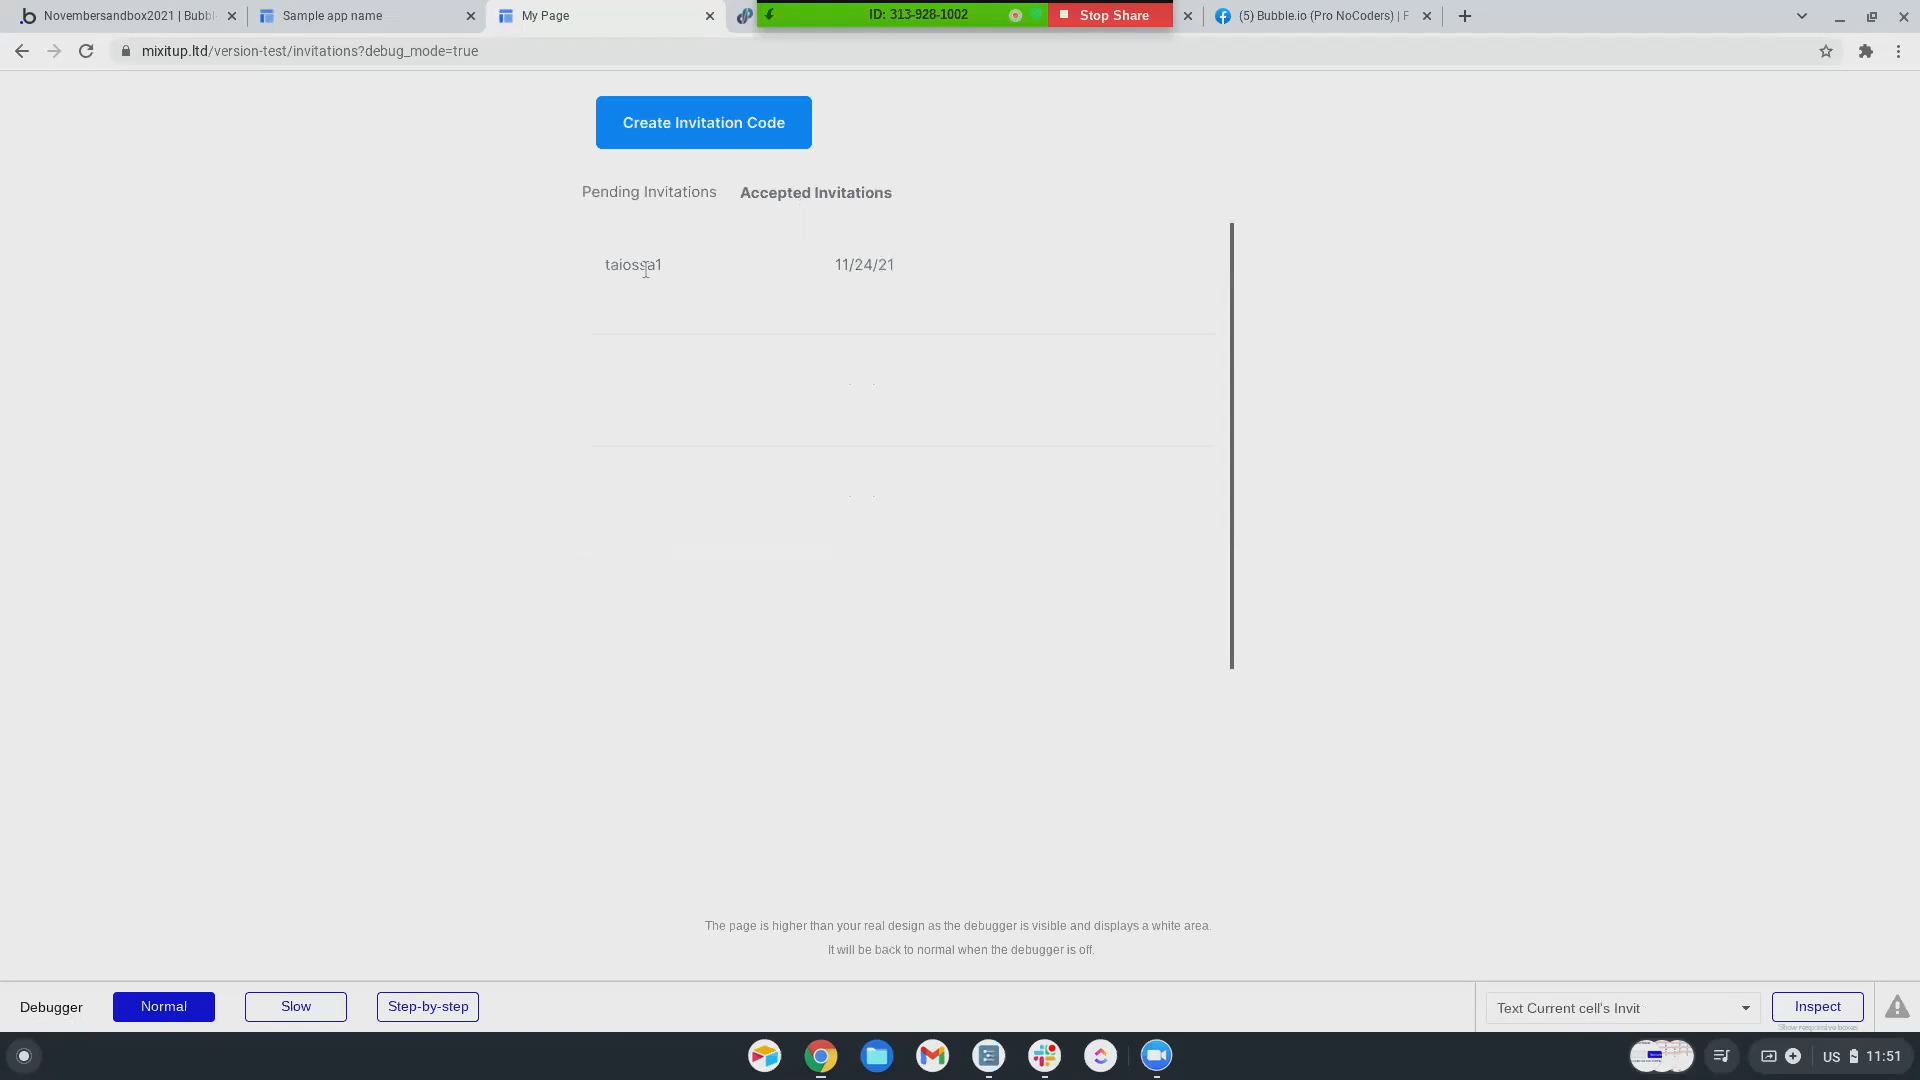 Novembersandbox2021 | Bubbl
Sample app name
My Page
ID: 313-928-1002
Stop Share
(5) Bubble.io (Pro NoCoders) | F
mixitup.ltd/version-test/invitations?debug_mode=true
Create Invitation Code
Pending Invitations
Accepted Invitations
taiossa1
11/24/21
The page is higher than your real design as the debugger is visible and displays a white area.
It will be back to normal when the debugger is off.
Debugger
Normal
Slow
Step-by-step
Text Current cell's Invit
Inspect
Show responsive boxes
US
11:51